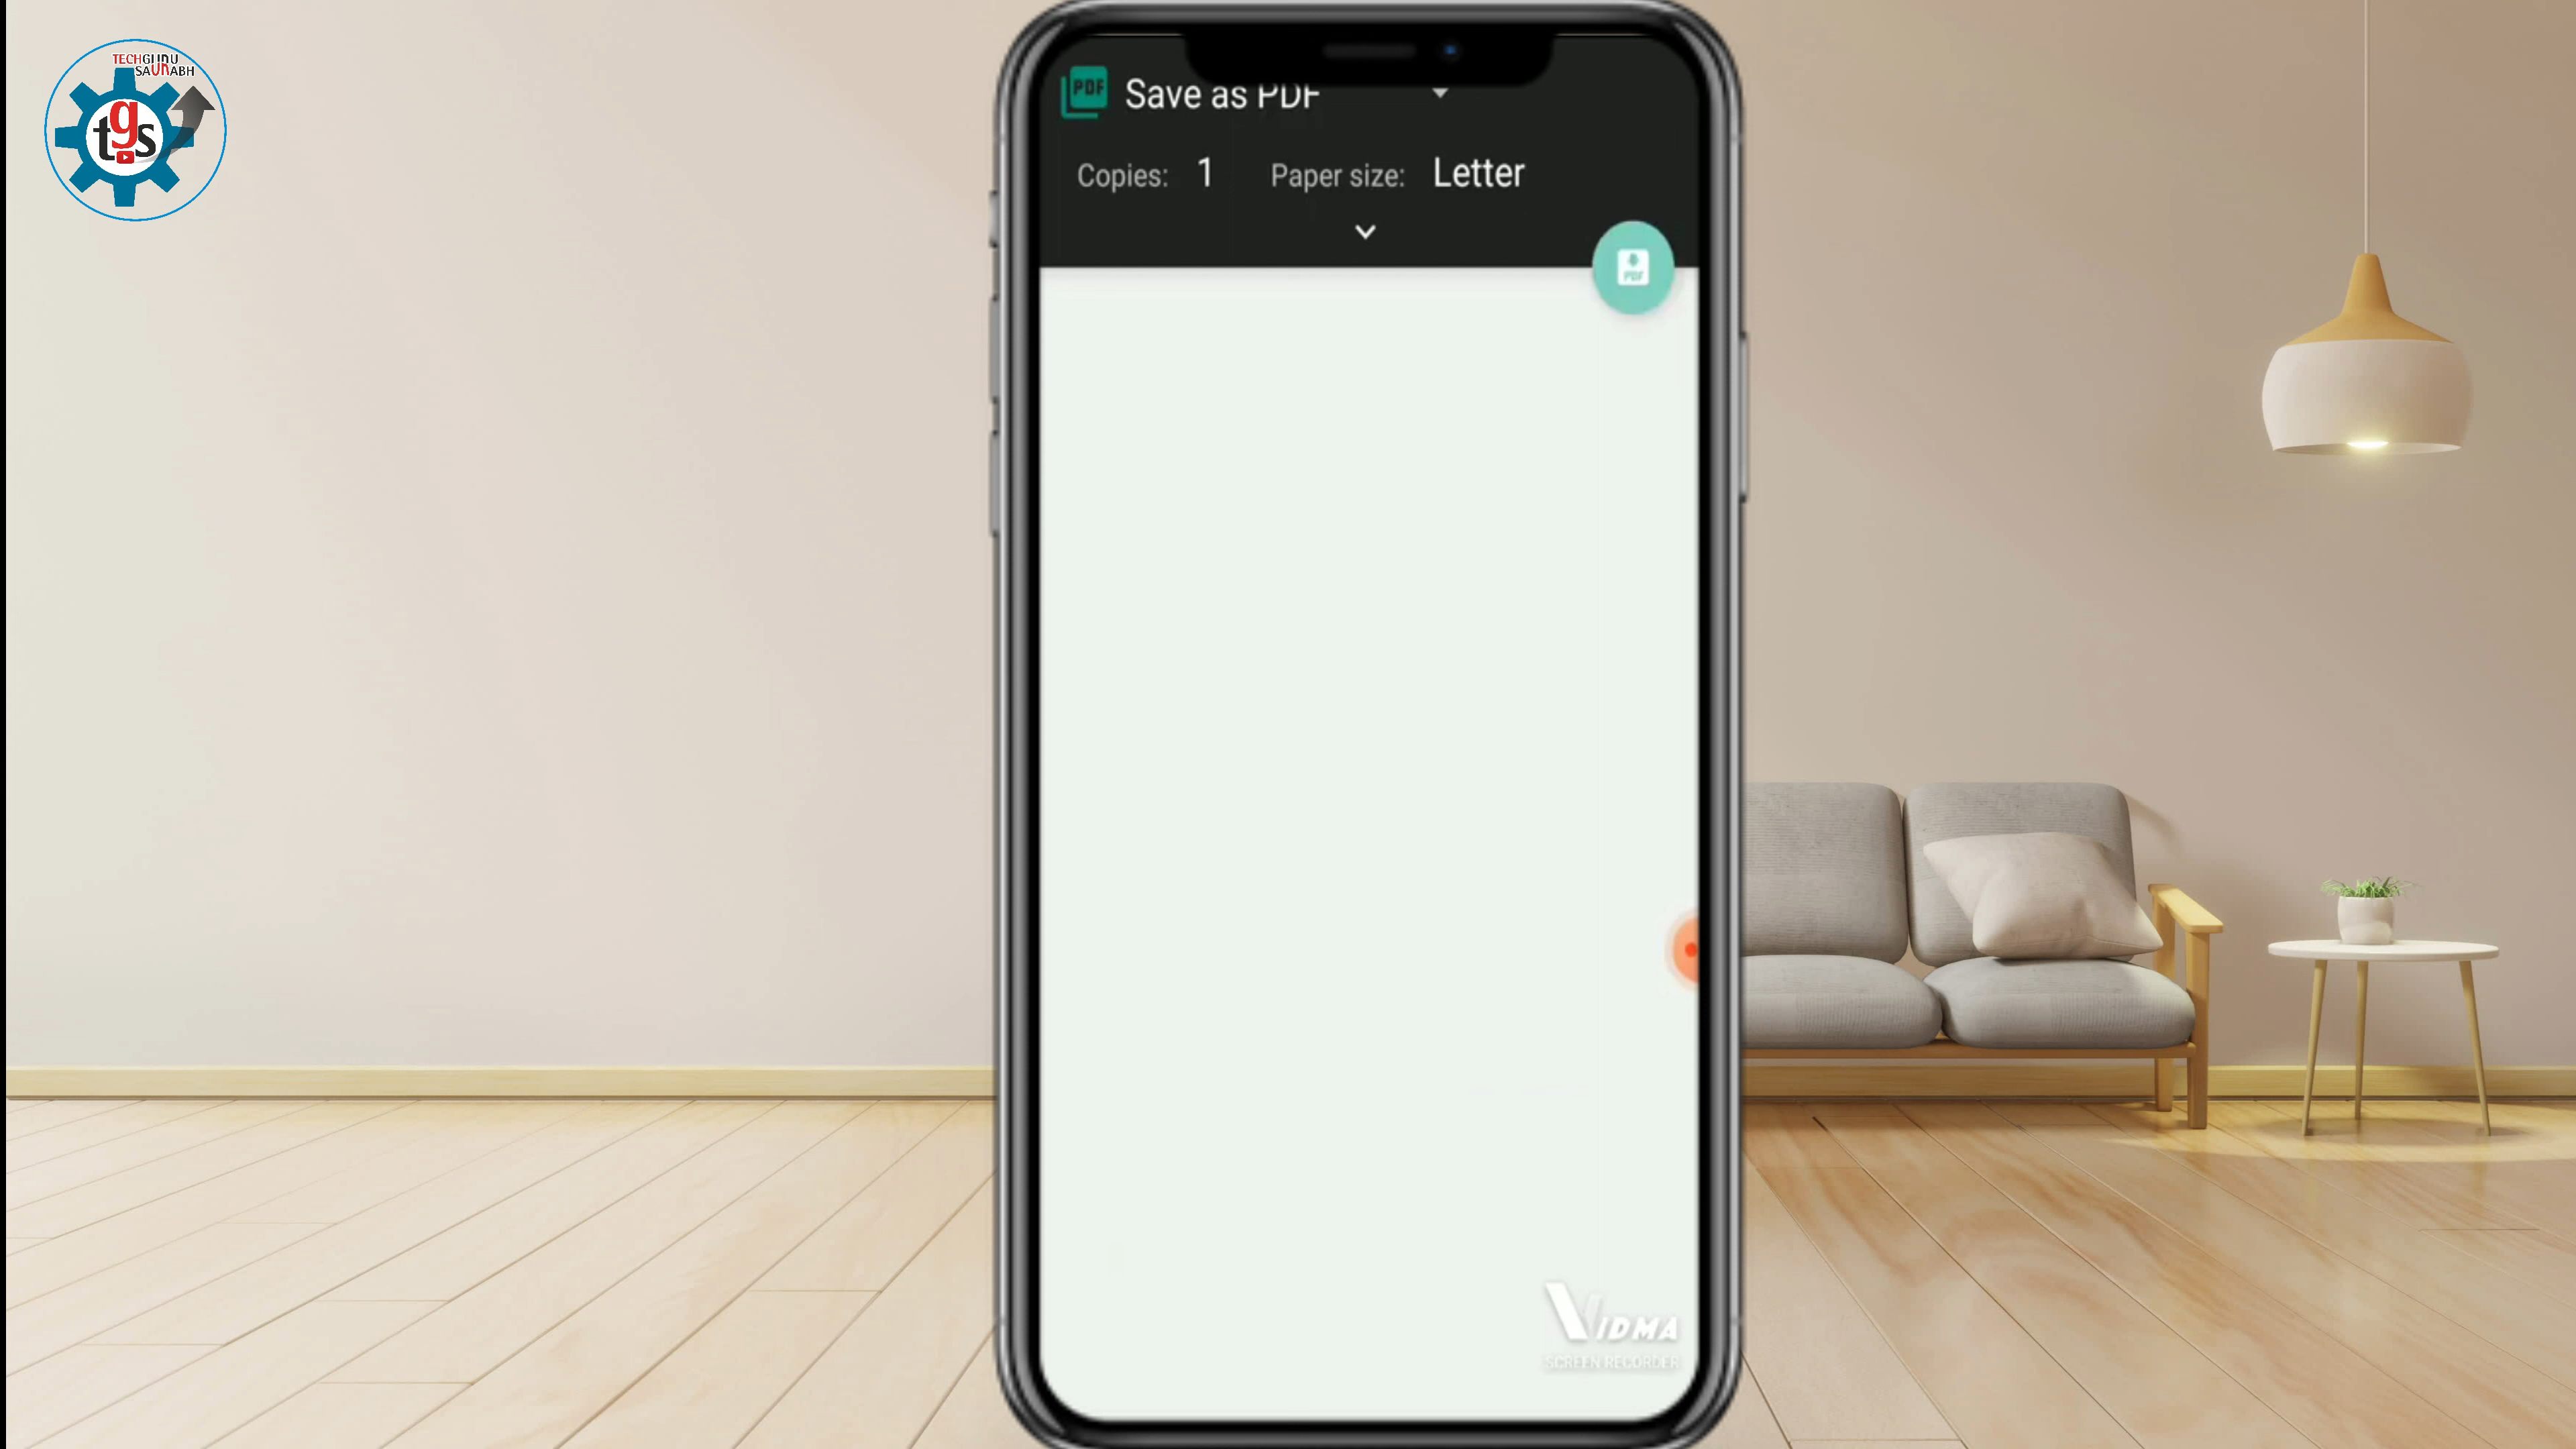 TECHGURU
SAURABH
tgs
PDF
Save as PDF
Copies: 1 Paper size: Letter
PDF
VIDMA
SCREEN RECORDER